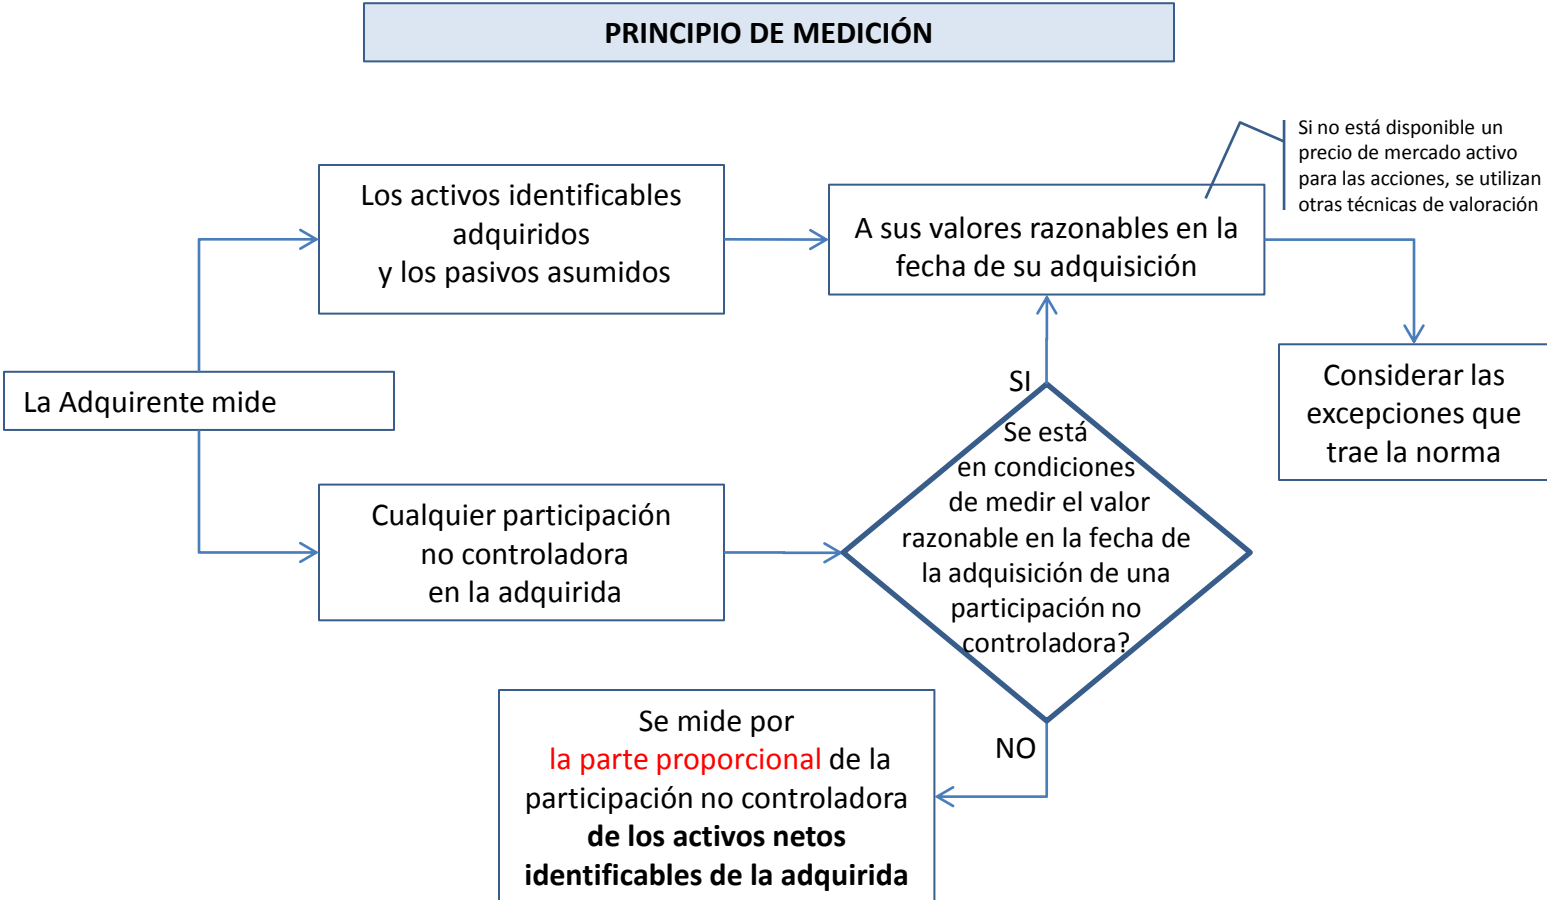 PRINCIPIO DE MEDICIÓN
Si no está disponible un
precio de mercado activo
para las acciones, se utilizan
otras técnicas de valoración
Los activos identificables
adquiridos
y los pasivos asumidos
A sus valores razonables en la
fecha de su adquisición
La Adquirente mide
SI
Considerar las
excepciones que
trae la norma
Cualquier participación
no controladora
en la adquirida
Se está
en condiciones
de medir el valor
razonable en la fecha de
la adquisición de una
participación no
controladora?
NO
Se mide por
la parte proporcional de la
participación no controladora
de los activos netos
identificables de la adquirida